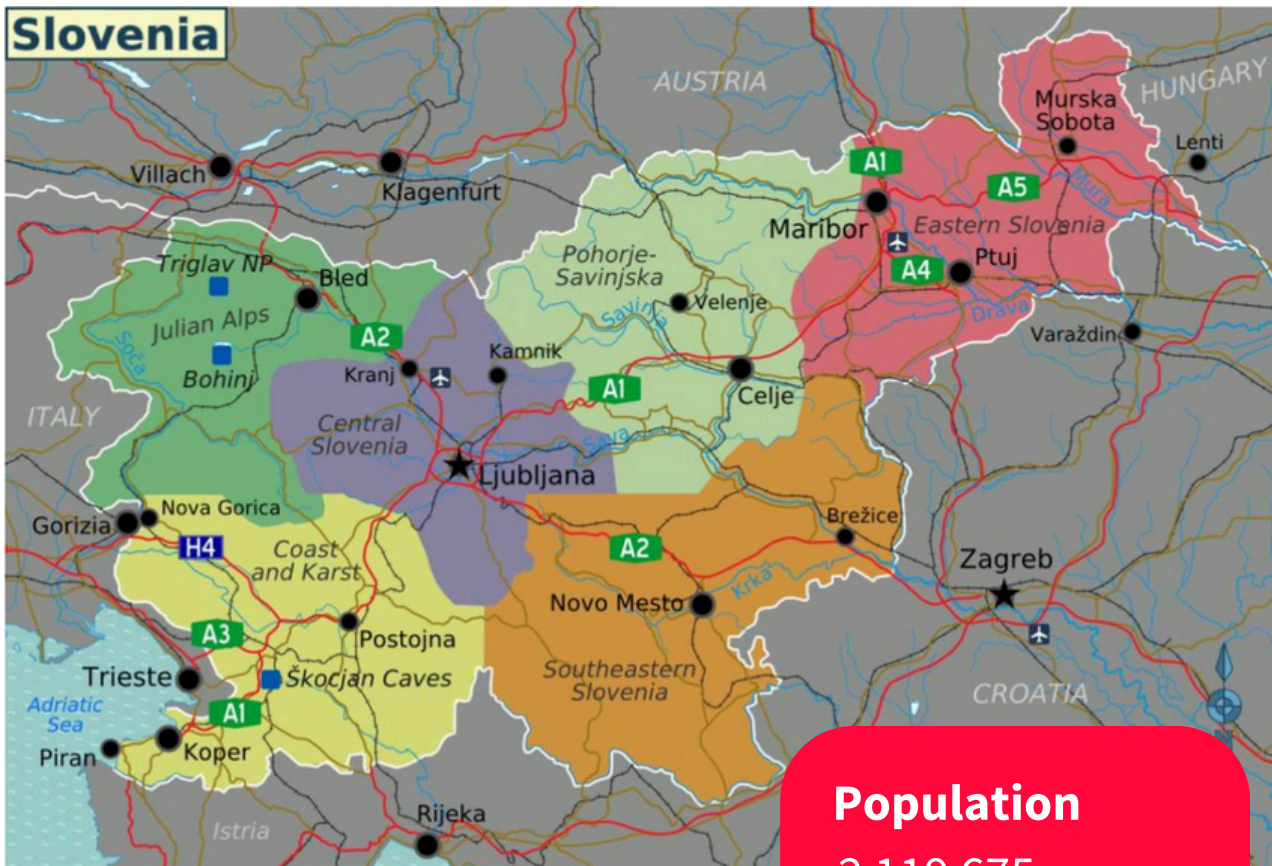 Slovenia
AUSTRIA
HUNGARY
Murska
Sobota
Lenti
Villach
Klagenfurt
A1
A5
Mura
Maribor
Eastern Slovenia
Pohorje-
Savinjska
A4
Ptuj
Triglav NP
Bled
Velenje
Savinja
Drava
Varaždin
Julian Alps
Soča
A2
Bohinj
Kranj
Kamnik
A1
Celje
ITALY
Central
Slovenia
Sava
Ljubljana
Gorizia
Nova Gorica
H4
Coast
and Karst
A2
Brežice
Zagreb
Krka
Novo Mesto
A3
Postojna
Trieste
Škocjan Caves
Southeastern
Slovenia
CROATIA
Adriatic
Sea
A1
Piran
Koper
N
Istria
Rijeka
Population
2 119 675